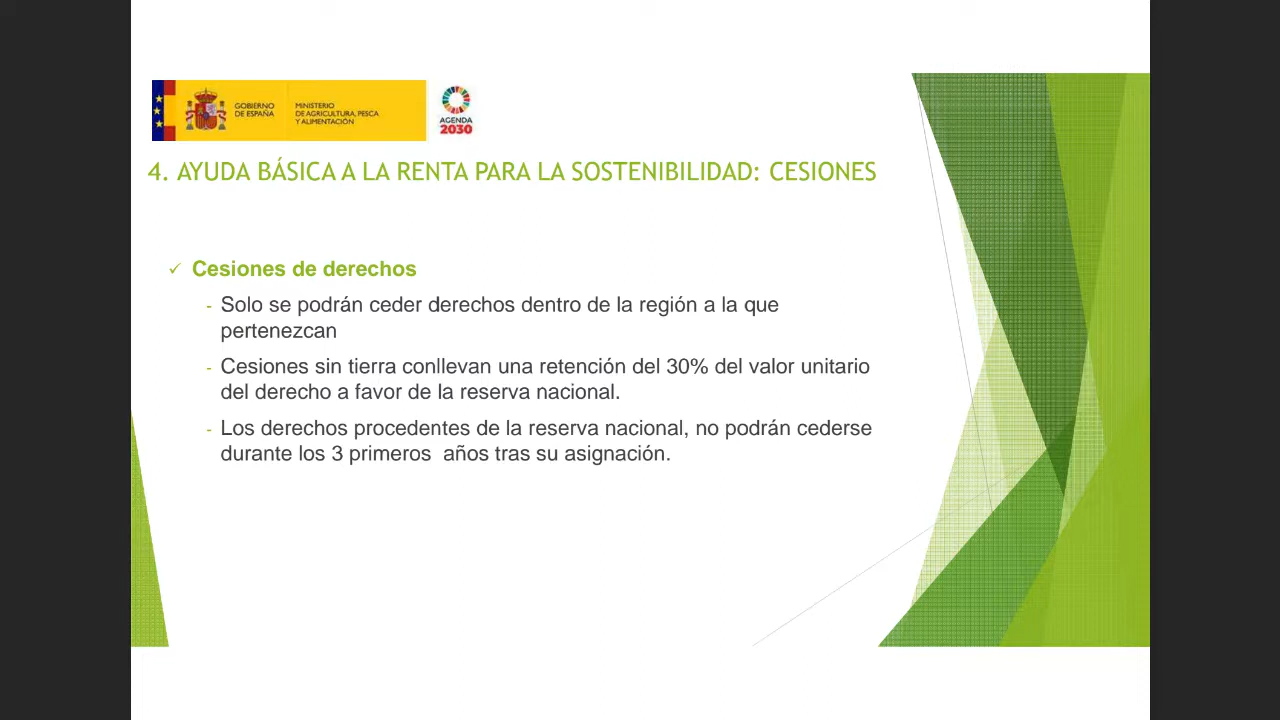 GOBIERNO
DE ESPAÑA
MINISTERIO
DE AGRICULTURA, PESCA
Y ALIMENTACIÓN
AGENDA
2030
4. AYUDA BÁSICA A LA RENTA PARA LA SOSTENIBILIDAD: CESIONES
✓ Cesiones de derechos
- Solo se podrán ceder derechos dentro de la región a la que
pertenezcan
- Cesiones sin tierra conllevan una retención del 30% del valor unitario
del derecho a favor de la reserva nacional.
- Los derechos procedentes de la reserva nacional, no podrán cederse
durante los 3 primeros años tras su asignación.